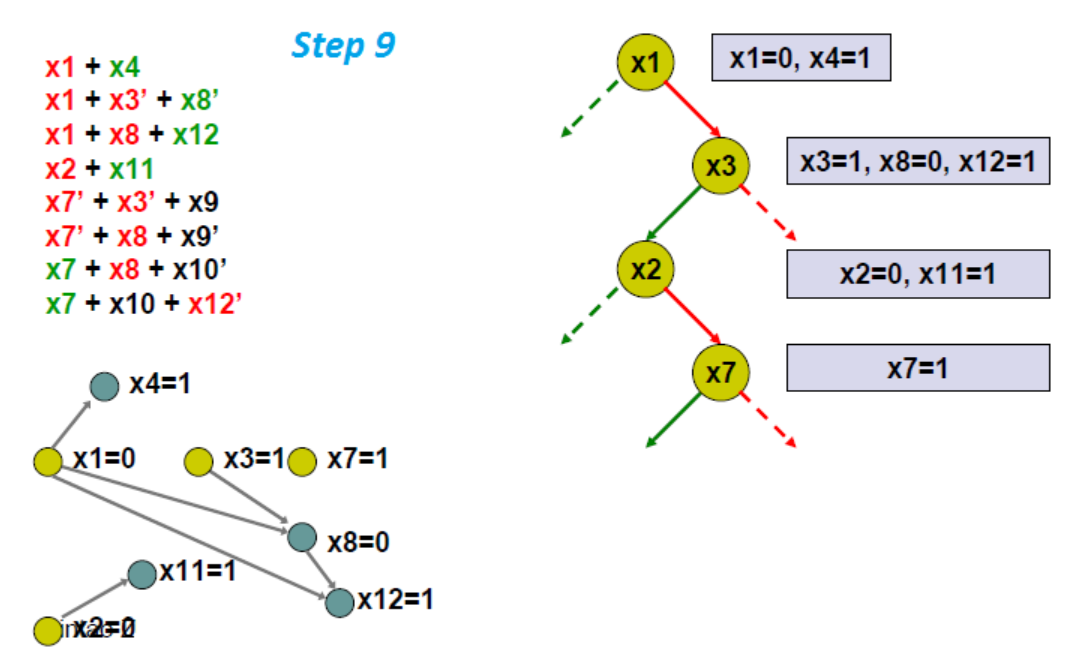 Step 9
x1 + x4
x1 + x3’ + x8’
x1 + x8 + x12
x2 + x11
x7’ + x3’ + x9
x7’ + x8 + x9’
x7 + x8 + x10’
x7 + x10 + x12’
x1
x1=0, x4=1
x3
x3=1, x8=0, x12=1
x2
x2=0, x11=1
x7
x7=1
x4=1
x1=0
x3=1
x7=1
x8=0
x11=1
x12=1
x2=0